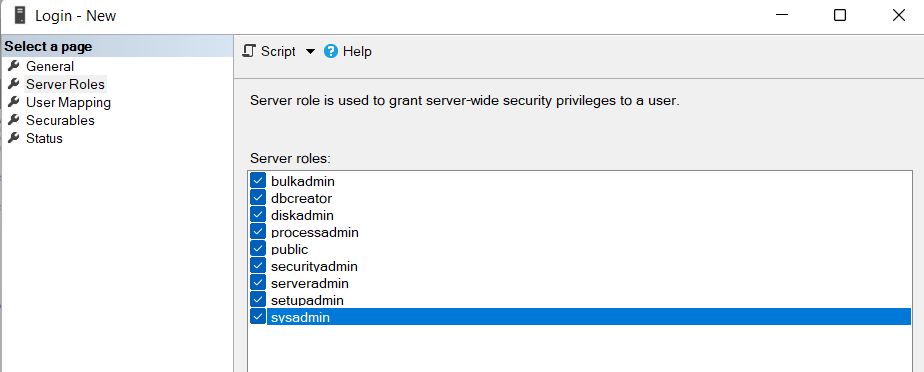 Login - New
Select a page
General
Server Roles
User Mapping
Securables
Status
Script
Help
Server role is used to grant server-wide security privileges to a user.
Server roles:
bulkadmin
dbcreator
diskadmin
processadmin
public
securityadmin
serveradmin
setupadmin
sysadmin